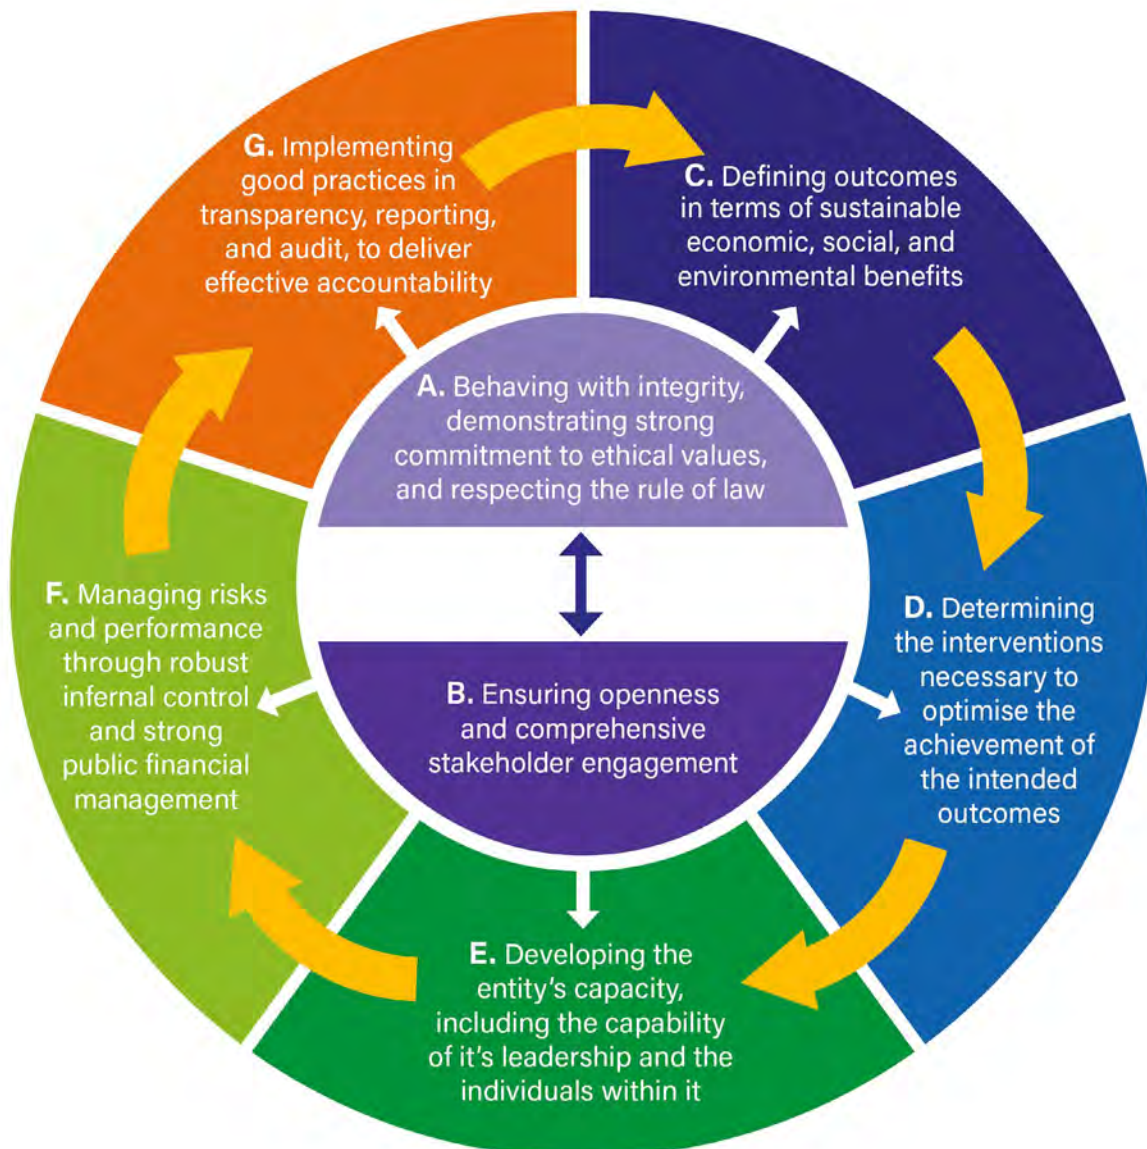 G. Implementing
good practices in
transparency, reporting,
and audit, to deliver
effective accountability
C. Defining outcomes
in terms of sustainable
economic, social, and
environmental benefits
A. Behaving with integrity,
demonstrating strong
commitment to ethical values,
and respecting the rule of law
F. Managing risks
and performance
through robust
infernal control
and strong
public financial
management
D. Determining
the interventions
necessary to
optimise the
achievement of
the intended
outcomes
B. Ensuring openness
and comprehensive
stakeholder engagement
E. Developing the
entity's capacity,
including the capability
of it's leadership and the
individuals within it